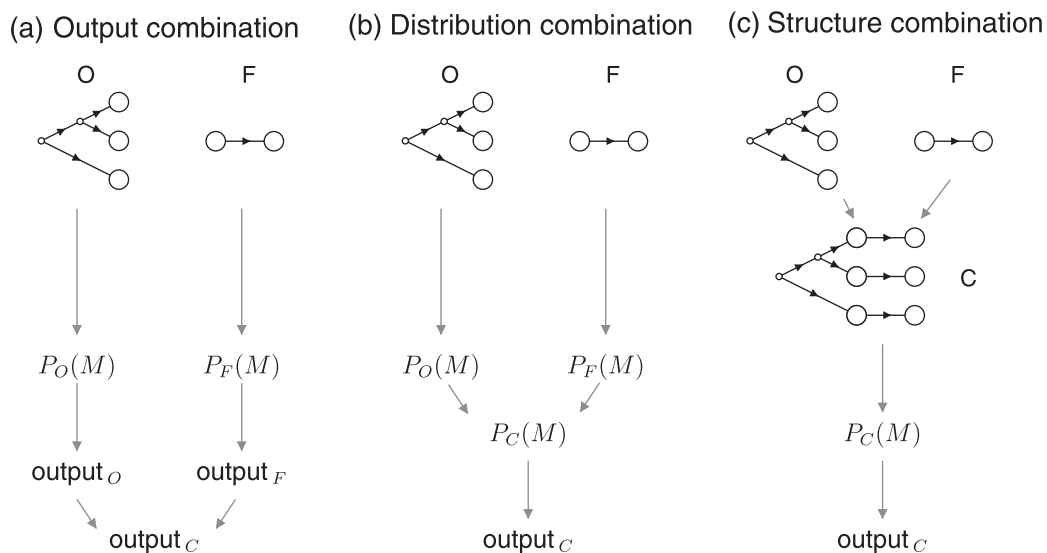 (a) Output combination
O F
P_O(M) P_F(M)
output_O output_F
output_C
(b) Distribution combination
O F
P_O(M) P_F(M)
P_C(M)
output_C
(c) Structure combination
O F
C
P_C(M)
output_C